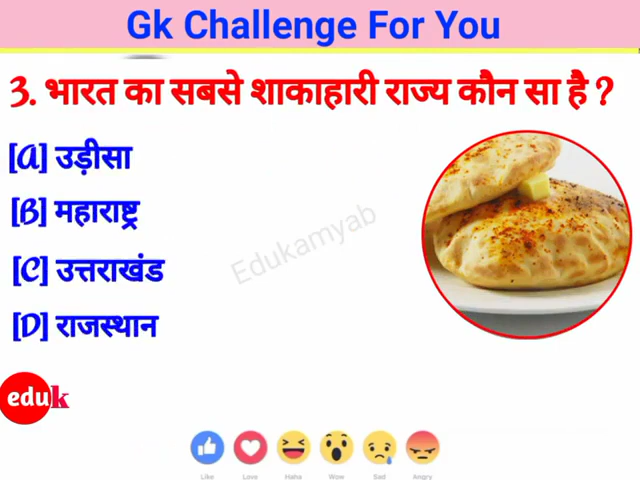 Gk Challenge For You
3. भारत का सबसे शाकाहारी राज्य कौन सा है ?
[A] उड़ीसा
[B] महाराष्ट्र
[C] उत्तराखंड
[D] राजस्थान
Edukamyab
eduk
Like Love Haha Wow Sad Angry